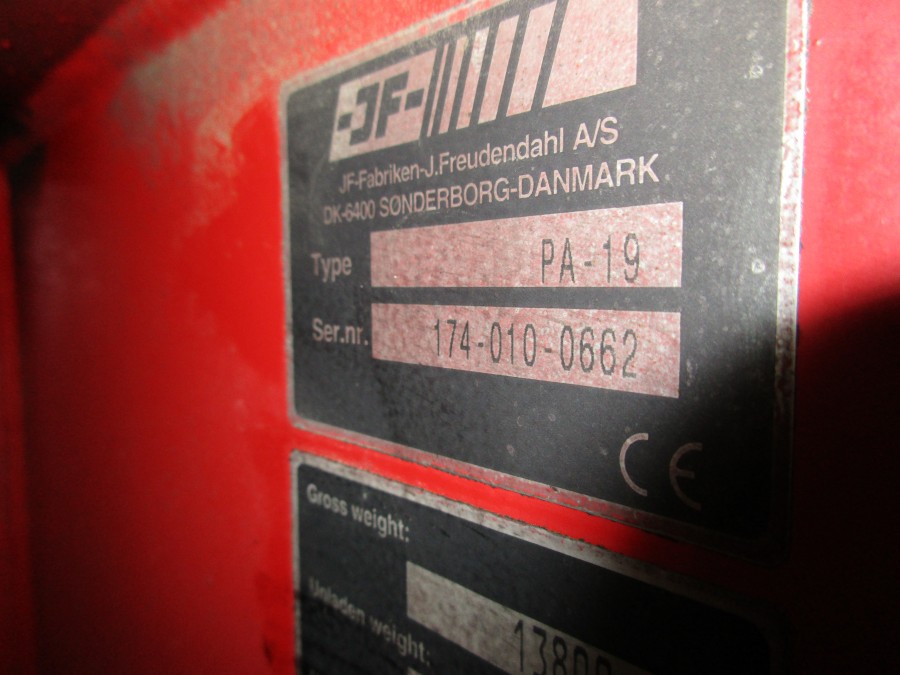 -JF-
JF-Fabriken-J.Freudendahl A/S
DK-6400 SØNDERBORG-DANMARK
Type PA-19
Ser.nr. 174-010-0662
CE
Gross weight:
Unladen weight: